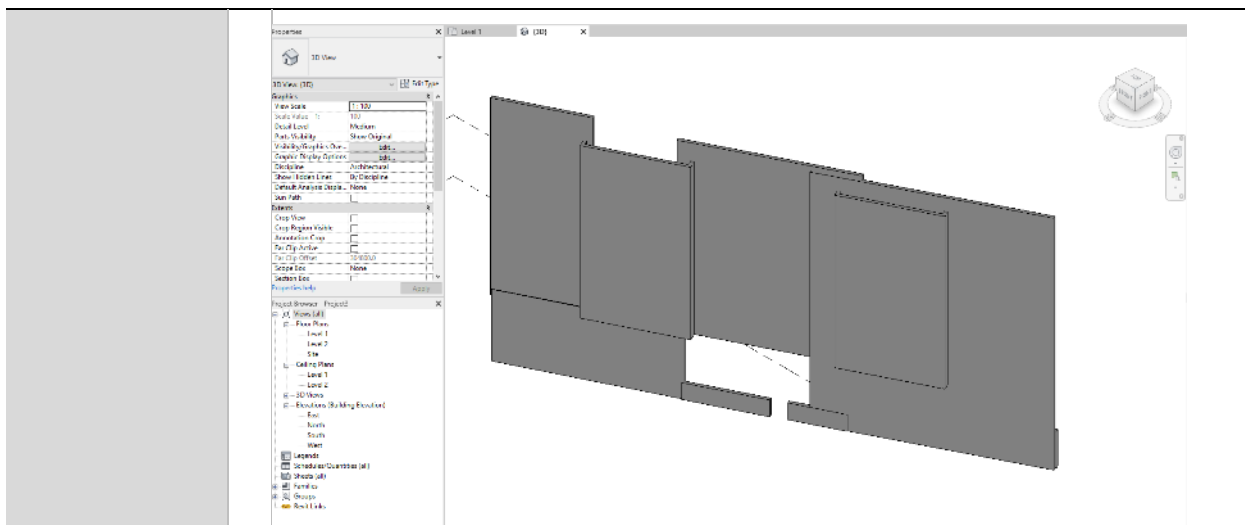 Properties
X
Level 1
{3D}
X
3D View
3D View: {3D}
Edit Type
Graphics
View Scale
1 : 100
Scale Value 1:
100
Detail Level
Medium
Parts Visibility
Show Original
Visibility/Graphics Ove...
Edit...
Graphic Display Options
Edit...
Discipline
Architectural
Show Hidden Lines
By Discipline
Default Analysis Displa...
None
Sun Path
Extents
Crop View
Crop Region Visible
Annotation Crop
Far Clip Active
Far Clip Offset
304800.0
Scope Box
None
Section Box
Properties help
Apply
Project Browser - Project3
X
Views (all)
Floor Plans
Level 1
Level 2
Site
Ceiling Plans
Level 1
Level 2
3D Views
Elevations (Building Elevation)
East
North
South
West
Legends
Schedules/Quantities (all)
Sheets (all)
Families
Groups
Revit Links